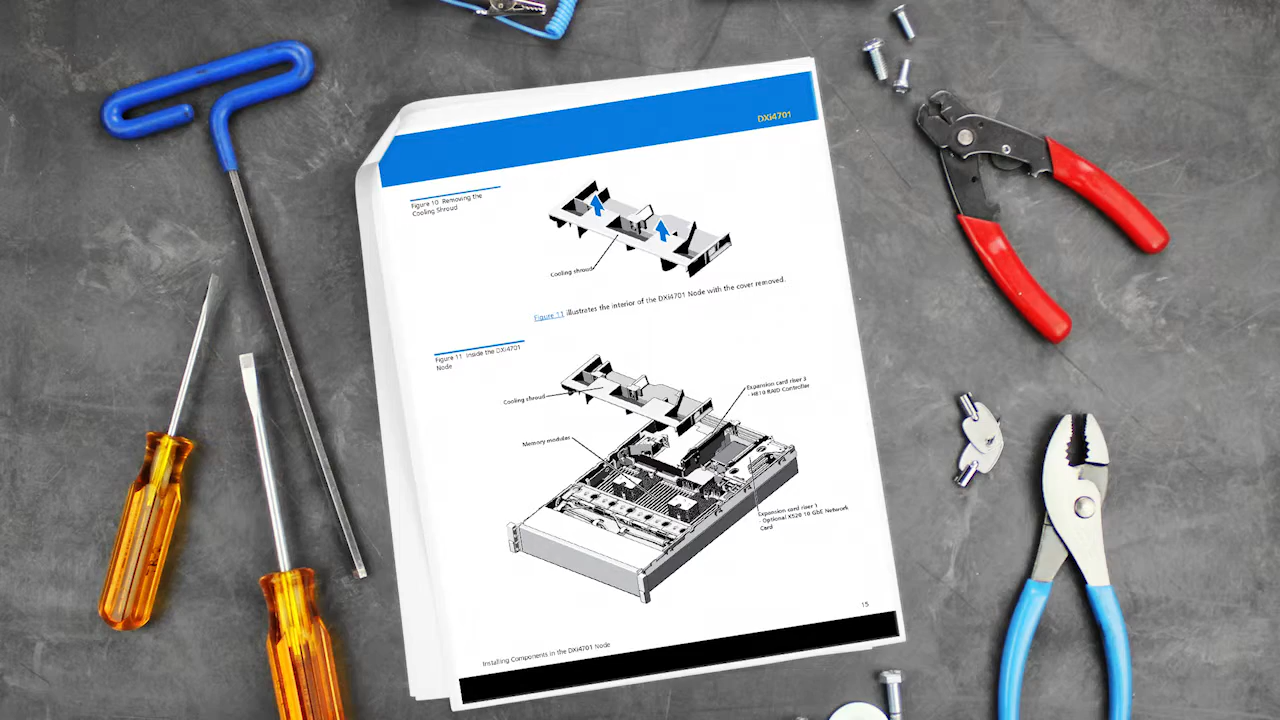 DXi4701
Figure 10 Removing the
Cooling Shroud
Cooling shroud
Figure 11 illustrates the interior of the DXi4701 Node with the cover removed.
Figure 11 Inside the DXi4701
Node
Cooling shroud
Expansion card riser 3
- H810 RAID Controller
Memory modules
Expansion card riser 1
- Optional X520 10 GbE Network
Card
15
Installing Components in the DXi4701 Node